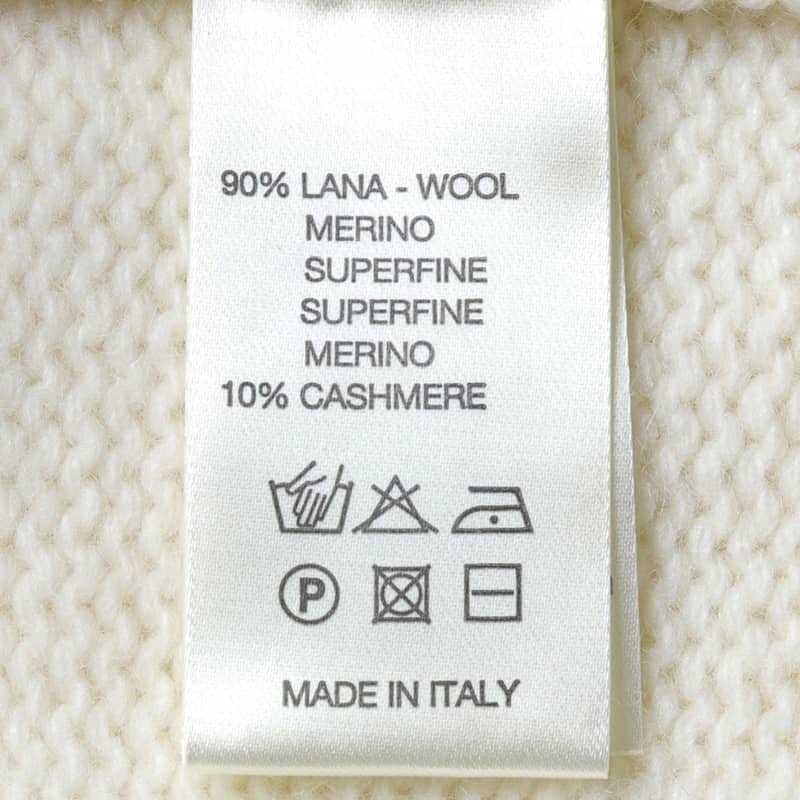 90% LANA - WOOL
MERINO
SUPERFINE
SUPERFINE
MERINO
10% CASHMERE
P
MADE IN ITALY